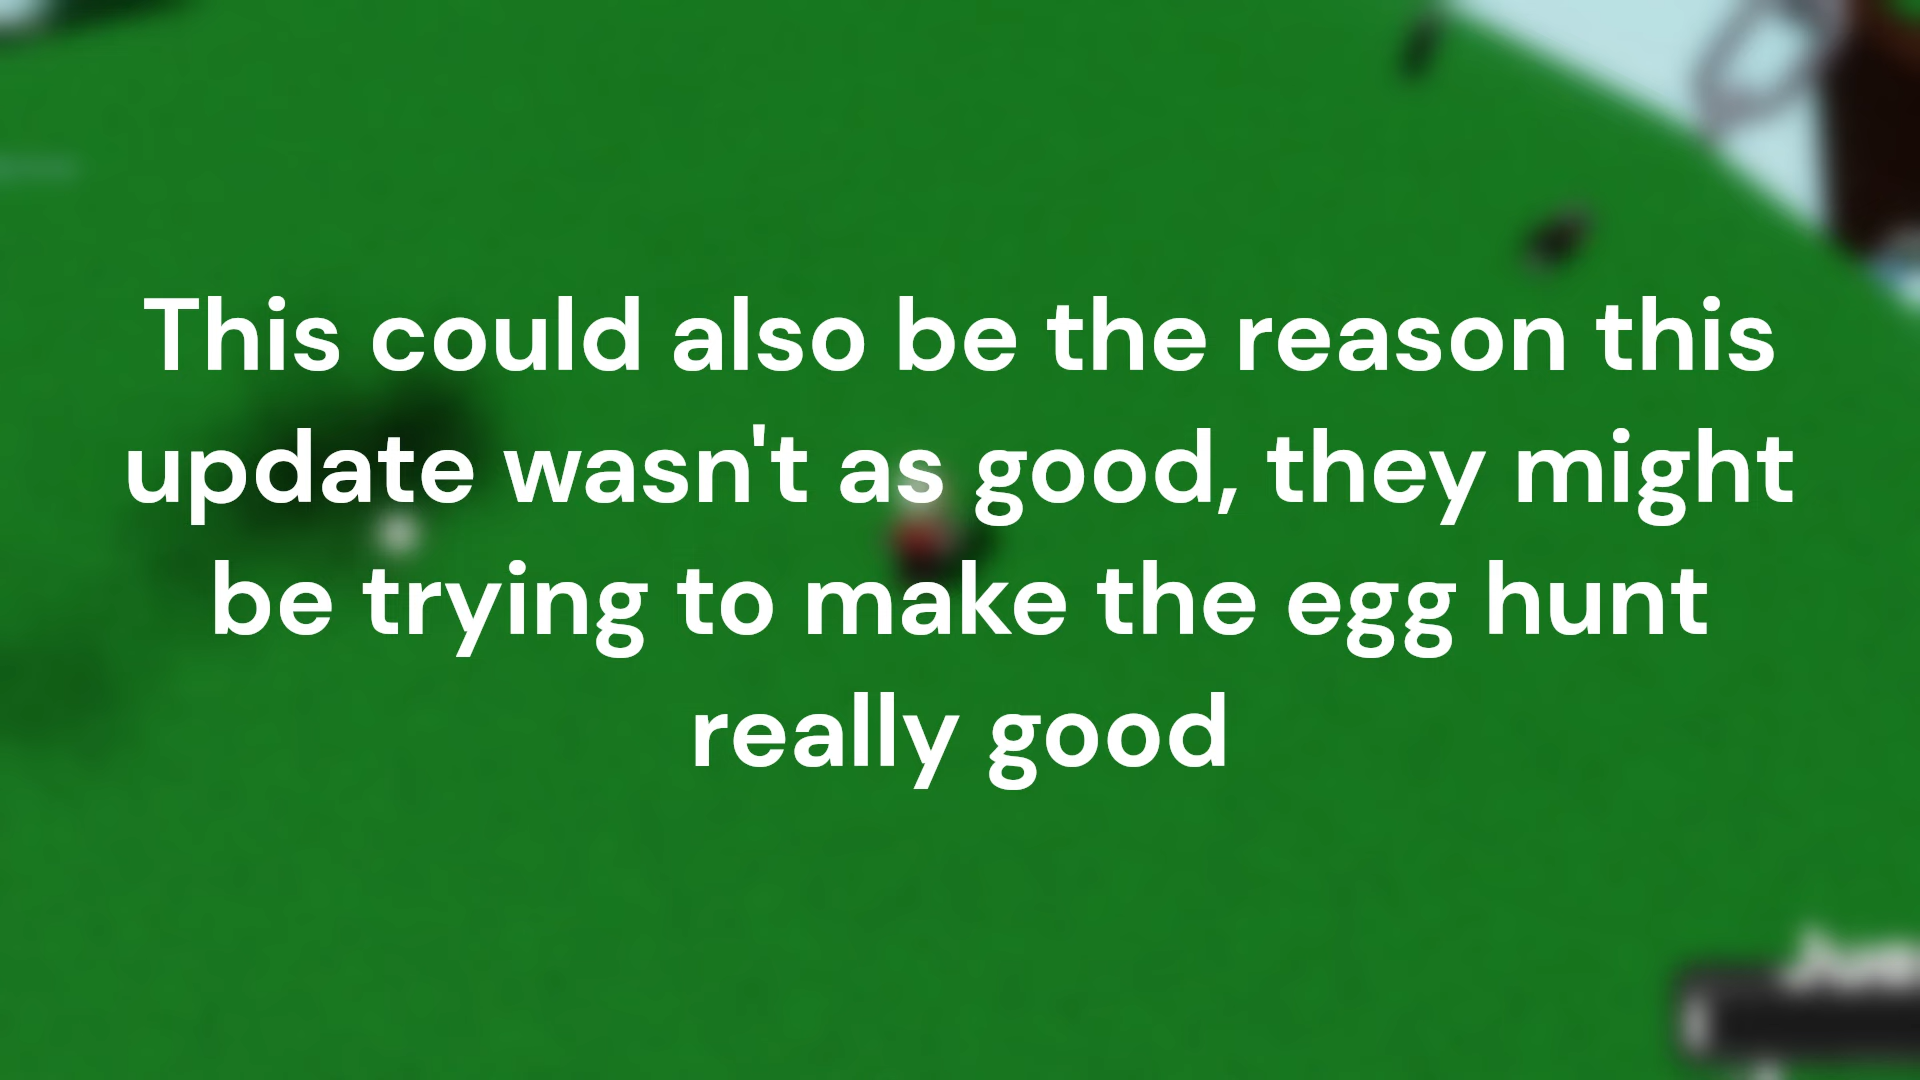 This could also be the reason this
update wasn't as good, they might
be trying to make the egg hunt
really good